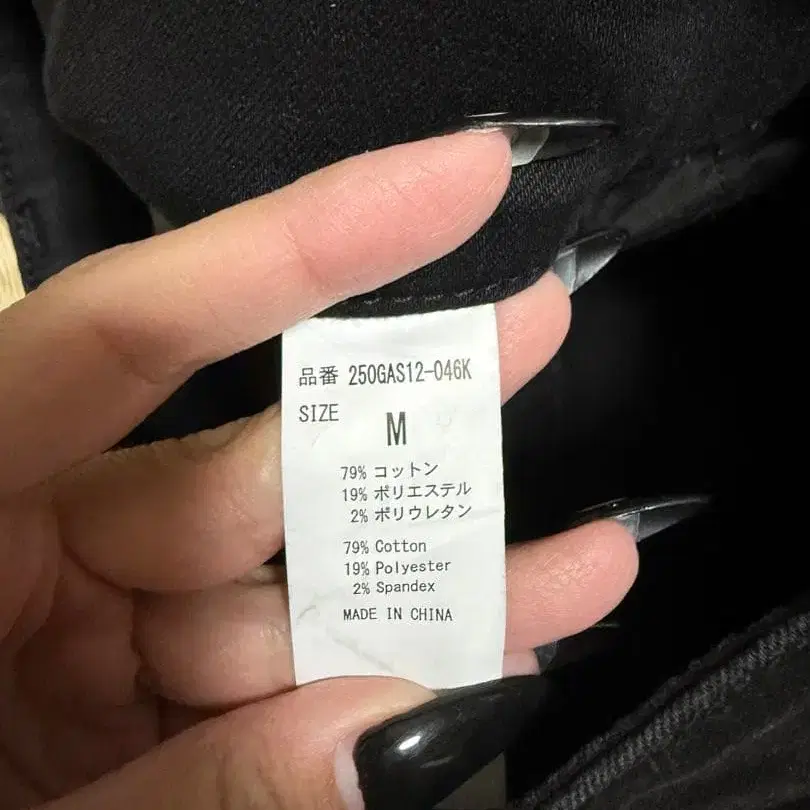 品番 250GAS12-046K
SIZE
M
79% コットン
19% ポリエステル
2% ポリウレタン
79% Cotton
19% Polyester
2% Spandex
MADE IN CHINA